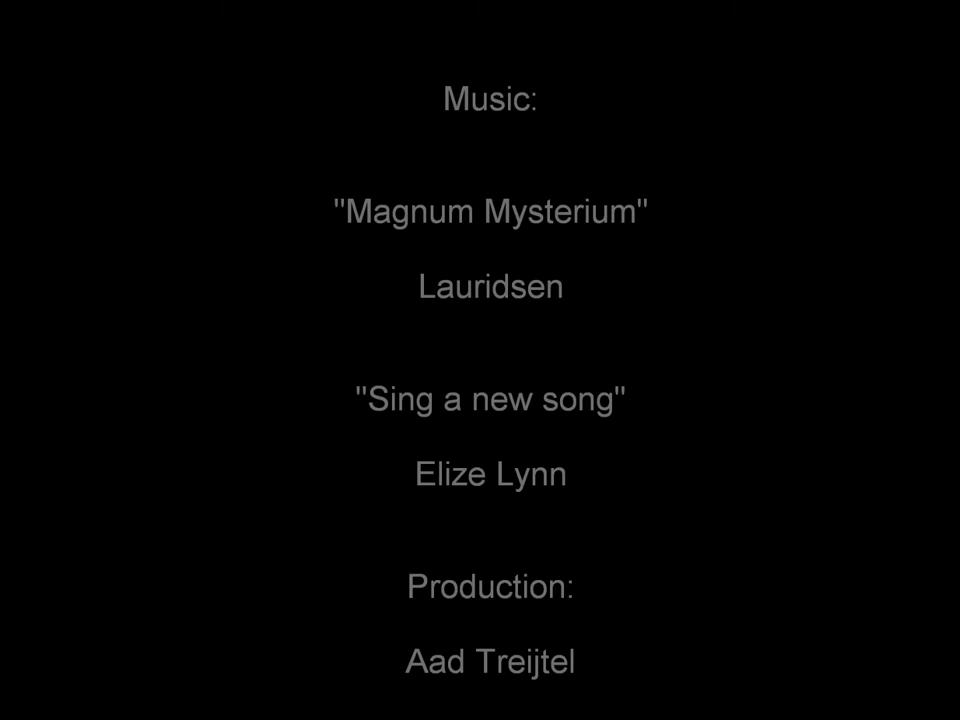 Music:
"Magnum Mysterium"
Lauridsen
"Sing a new song"
Elize Lynn
Production:
Aad Treijtel